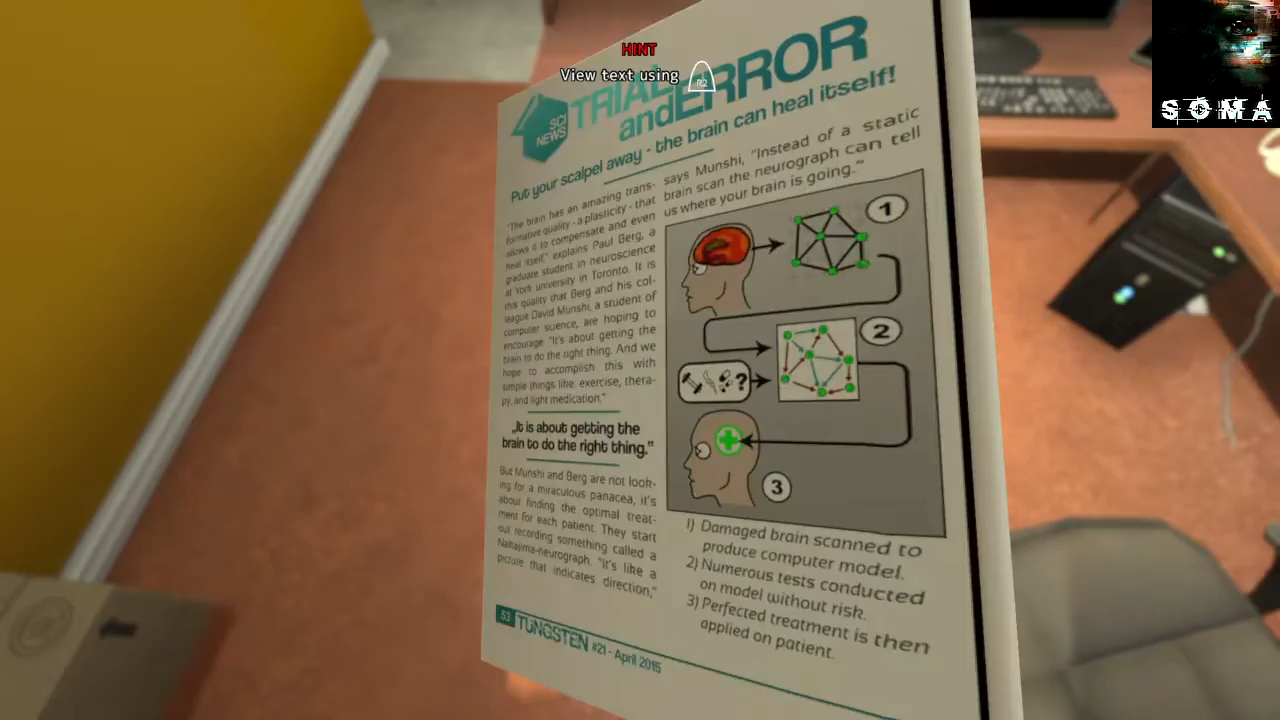 HINT
View text using R2
SOMA
SCI
NEWS
TRIAL
and ERROR
Put your scalpel away - the brain can heal itself!
"The brain has an amazing trans-
formative quality - a plasticity - that
allows it to compensate and even
heal itself," explains Paul Berg, a
graduate student in neuroscience
at York university in Toronto. It is
this quality that Berg and his col-
league David Munshi, a student of
computer science, are hoping to
encourage. "It's about getting the
brain to do the right thing. And we
hope to accomplish this with
simple things like: exercise, thera-
py, and light medication."
„It is about getting the
brain to do the right thing."
But Munshi and Berg are not look-
ing for a miraculous panacea, it's
about finding the optimal treat-
ment for each patient. They start
out recording something called a
Nakajima-neurograph. "It's like a
picture that indicates direction,"
says Munshi, "Instead of a static
brain scan the neurograph can tell
us where your brain is going."
1
2
?
3
1) Damaged brain scanned to
produce computer model.
2) Numerous tests conducted
on model without risk.
3) Perfected treatment is then
applied on patient.
53 TUNGSTEN #21 - April 2015